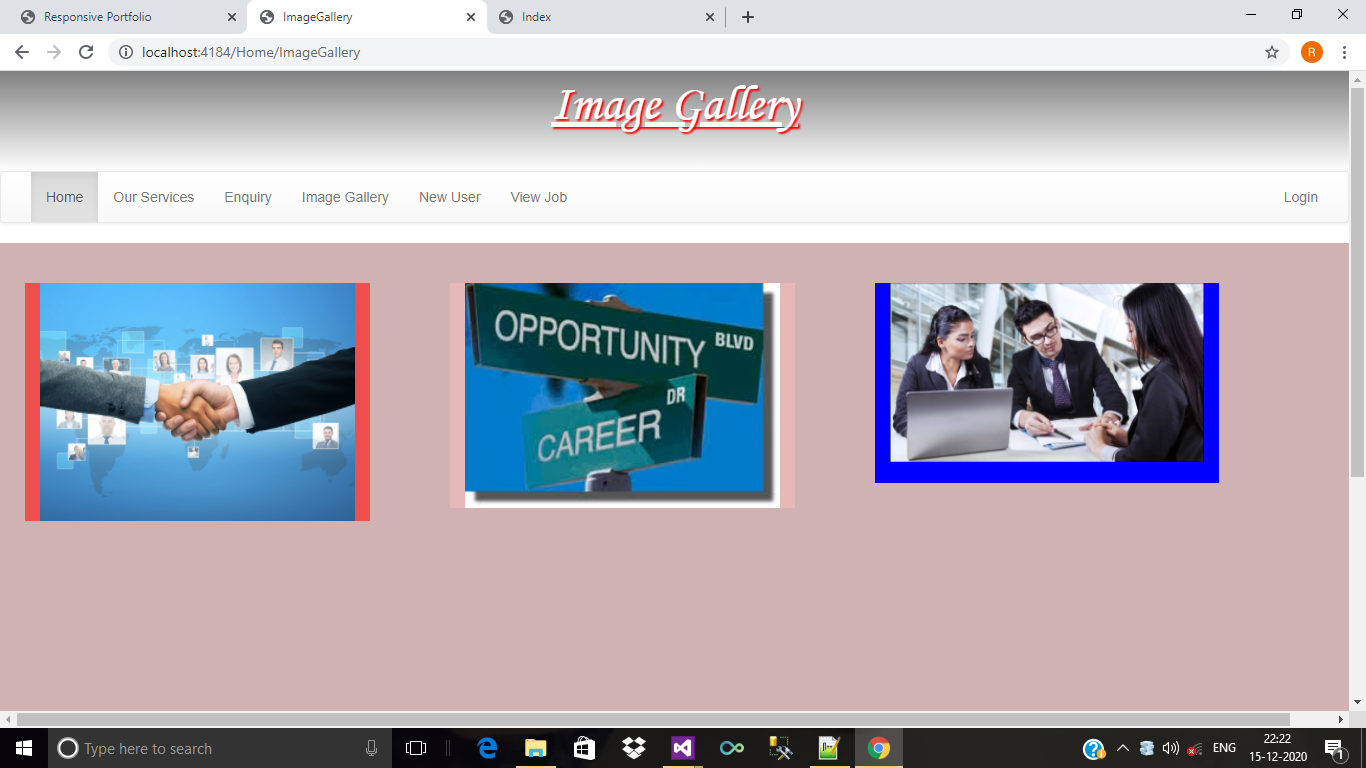 Responsive Portfolio
ImageGallery
Index
localhost:4184/Home/ImageGallery
R
Image Gallery
Home
Our Services
Enquiry
Image Gallery
New User
View Job
Login
OPPORTUNITY BLVD
CAREER DR
Type here to search
ENG
22:22
15-12-2020
1